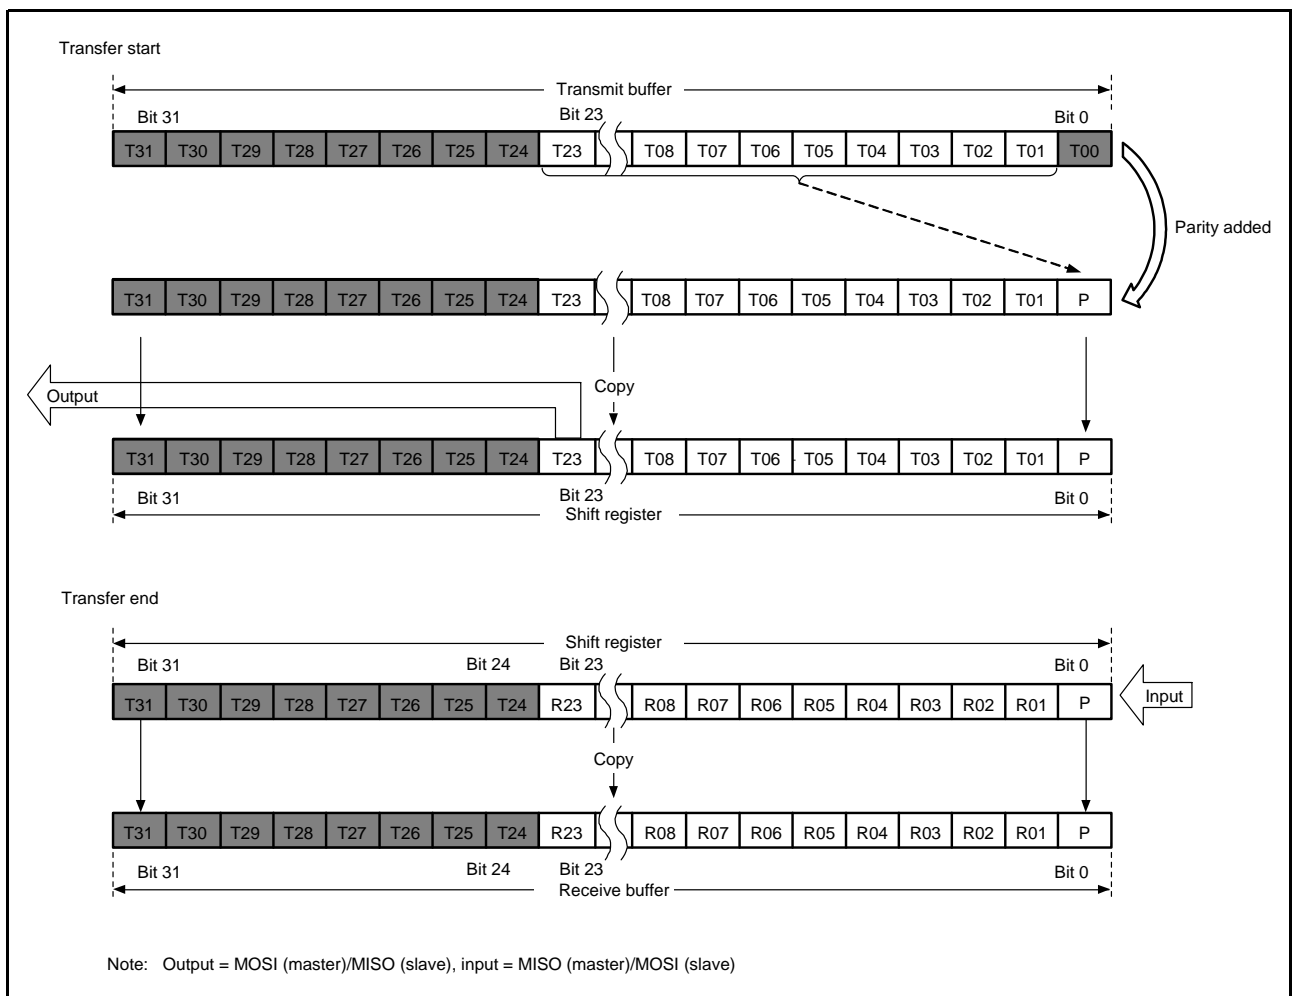 Transfer start
Transmit buffer
Bit 31 Bit 23 Bit 0
T31 T30 T29 T28 T27 T26 T25 T24 T23 T08 T07 T06 T05 T04 T03 T02 T01 T00
Parity added
T31 T30 T29 T28 T27 T26 T25 T24 T23 T08 T07 T06 T05 T04 T03 T02 T01 P
Copy
Output
T31 T30 T29 T28 T27 T26 T25 T24 T23 T08 T07 T06 T05 T04 T03 T02 T01 P
Bit 31 Bit 23 Bit 0
Shift register
Transfer end
Shift register
Bit 31 Bit 24 Bit 23 Bit 0
T31 T30 T29 T28 T27 T26 T25 T24 R23 R08 R07 R06 R05 R04 R03 R02 R01 P
Input
Copy
T31 T30 T29 T28 T27 T26 T25 T24 R23 R08 R07 R06 R05 R04 R03 R02 R01 P
Bit 31 Bit 24 Bit 23 Bit 0
Receive buffer
Note: Output = MOSI (master)/MISO (slave), input = MISO (master)/MOSI (slave)